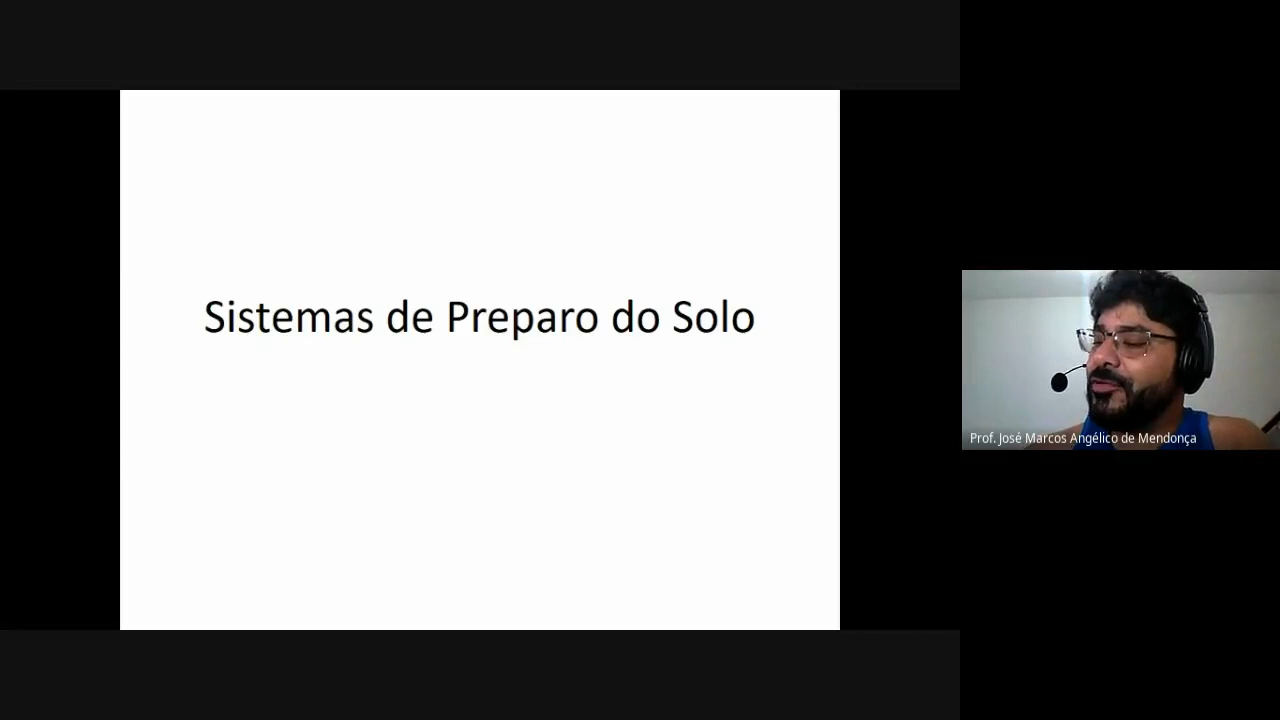 Sistemas de Preparo do Solo
Prof. José Marcos Angélico de Mendonça